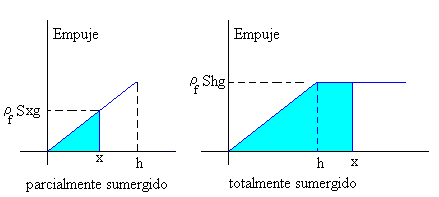 Empuje
ρf Sxg
x
h
parcialmente sumergido
Empuje
ρf Shg
h
x
totalmente sumergido